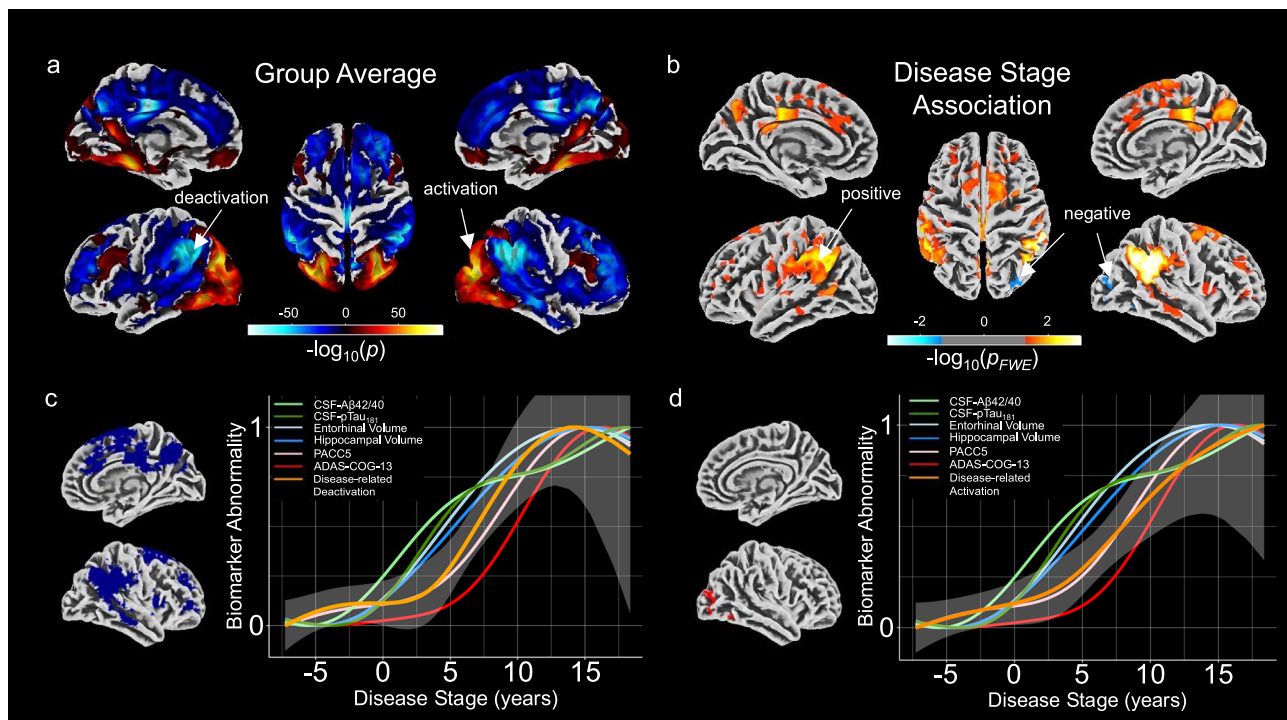 a
Group Average
deactivation
activation
-50
0
50
-log10(p)
b
Disease Stage
Association
positive
negative
-2
0
2
-log10(pFWE)
c
CSF-Aβ42/40
CSF-pTau181
Entorhinal Volume
Hippocampal Volume
PACC5
ADAS-COG-13
Disease-related
Deactivation
Biomarker Abnormality
1
0
-5
0
5
10
15
Disease Stage (years)
d
CSF-Aβ42/40
CSF-pTau181
Entorhinal Volume
Hippocampal Volume
PACC5
ADAS-COG-13
Disease-related
Activation
Biomarker Abnormality
1
0
-5
0
5
10
15
Disease Stage (years)